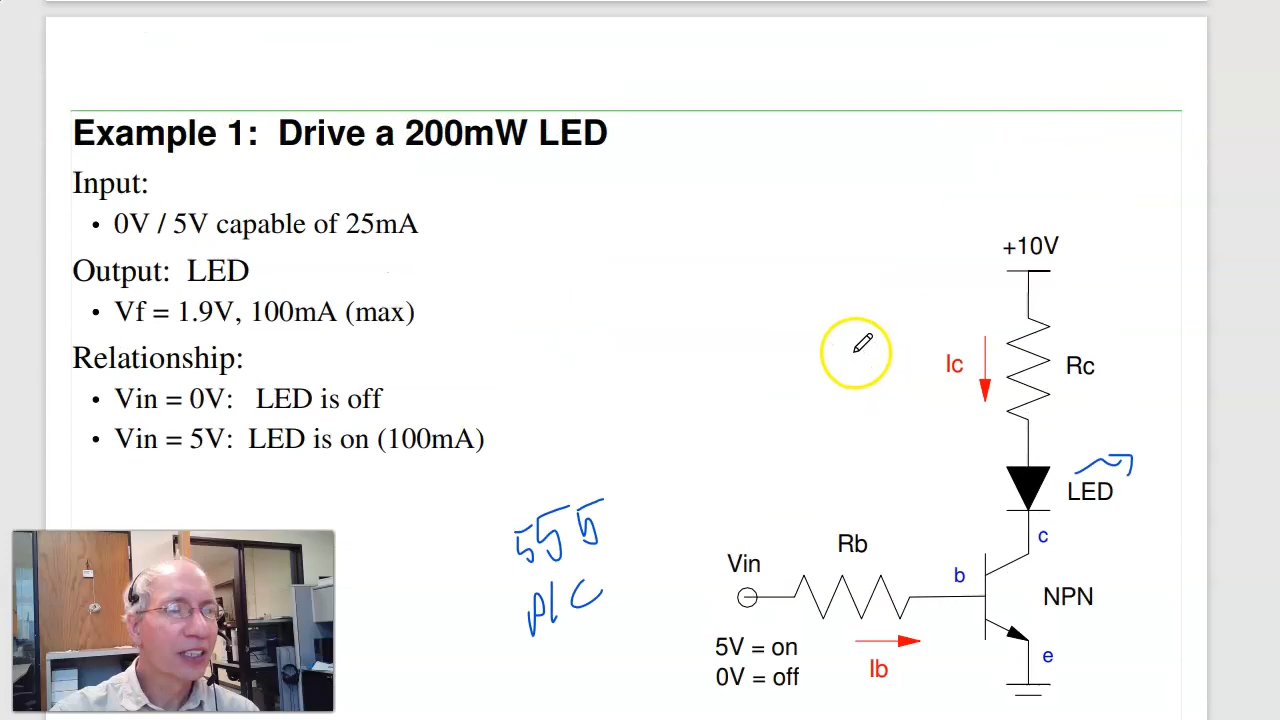 Example 1: Drive a 200mW LED
Input:
• 0V / 5V capable of 25mA
Output: LED
• Vf = 1.9V, 100mA (max)
Relationship:
• Vin = 0V: LED is off
• Vin = 5V: LED is on (100mA)
555
PIC
+10V
Ic
Rc
LED
c
Rb
Vin
b
NPN
5V = on
0V = off
Ib
e